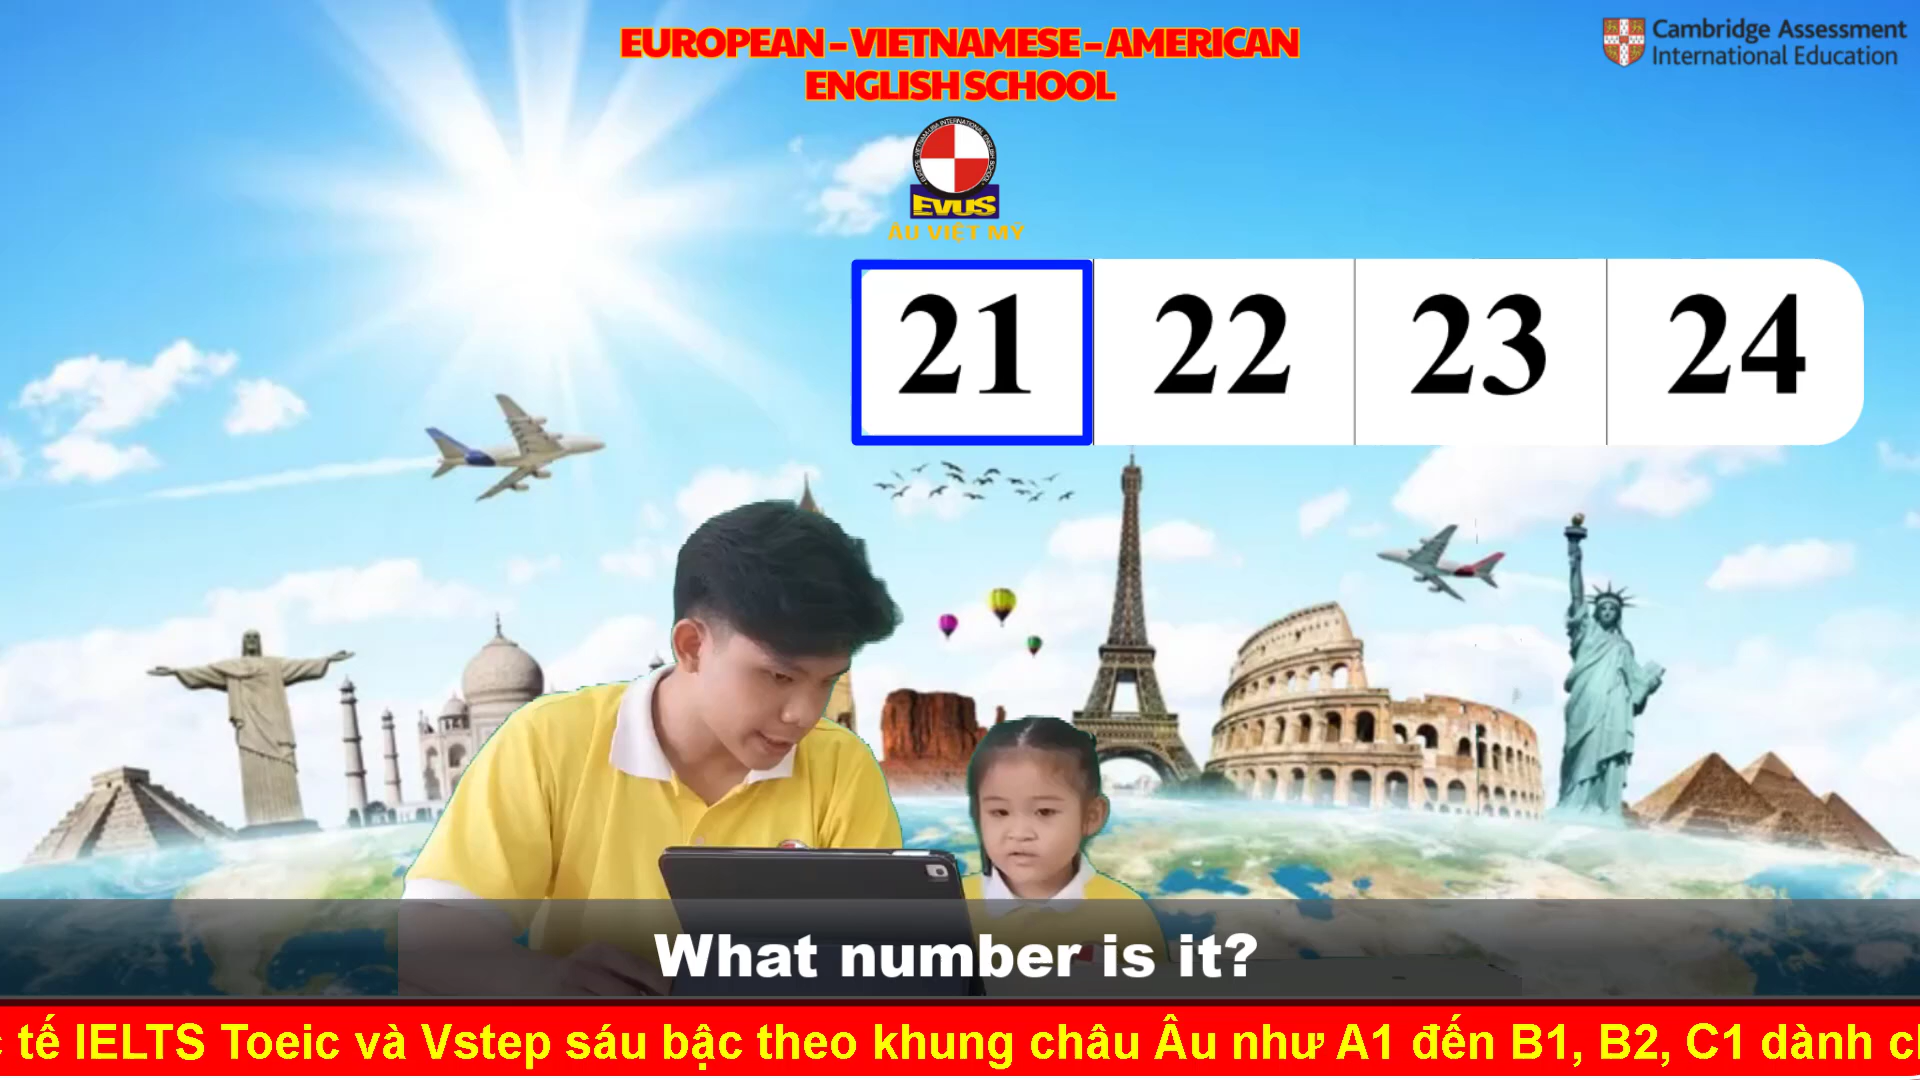 EUROPEAN - VIETNAMESE - AMERICAN
ENGLISH SCHOOL
Cambridge Assessment
International Education
EVUS
ÂU VIỆT MỸ
21 22 23 24
What number is it?
tế IELTS Toeic và Vstep sáu bậc theo khung châu Âu như A1 đến B1, B2, C1 dành